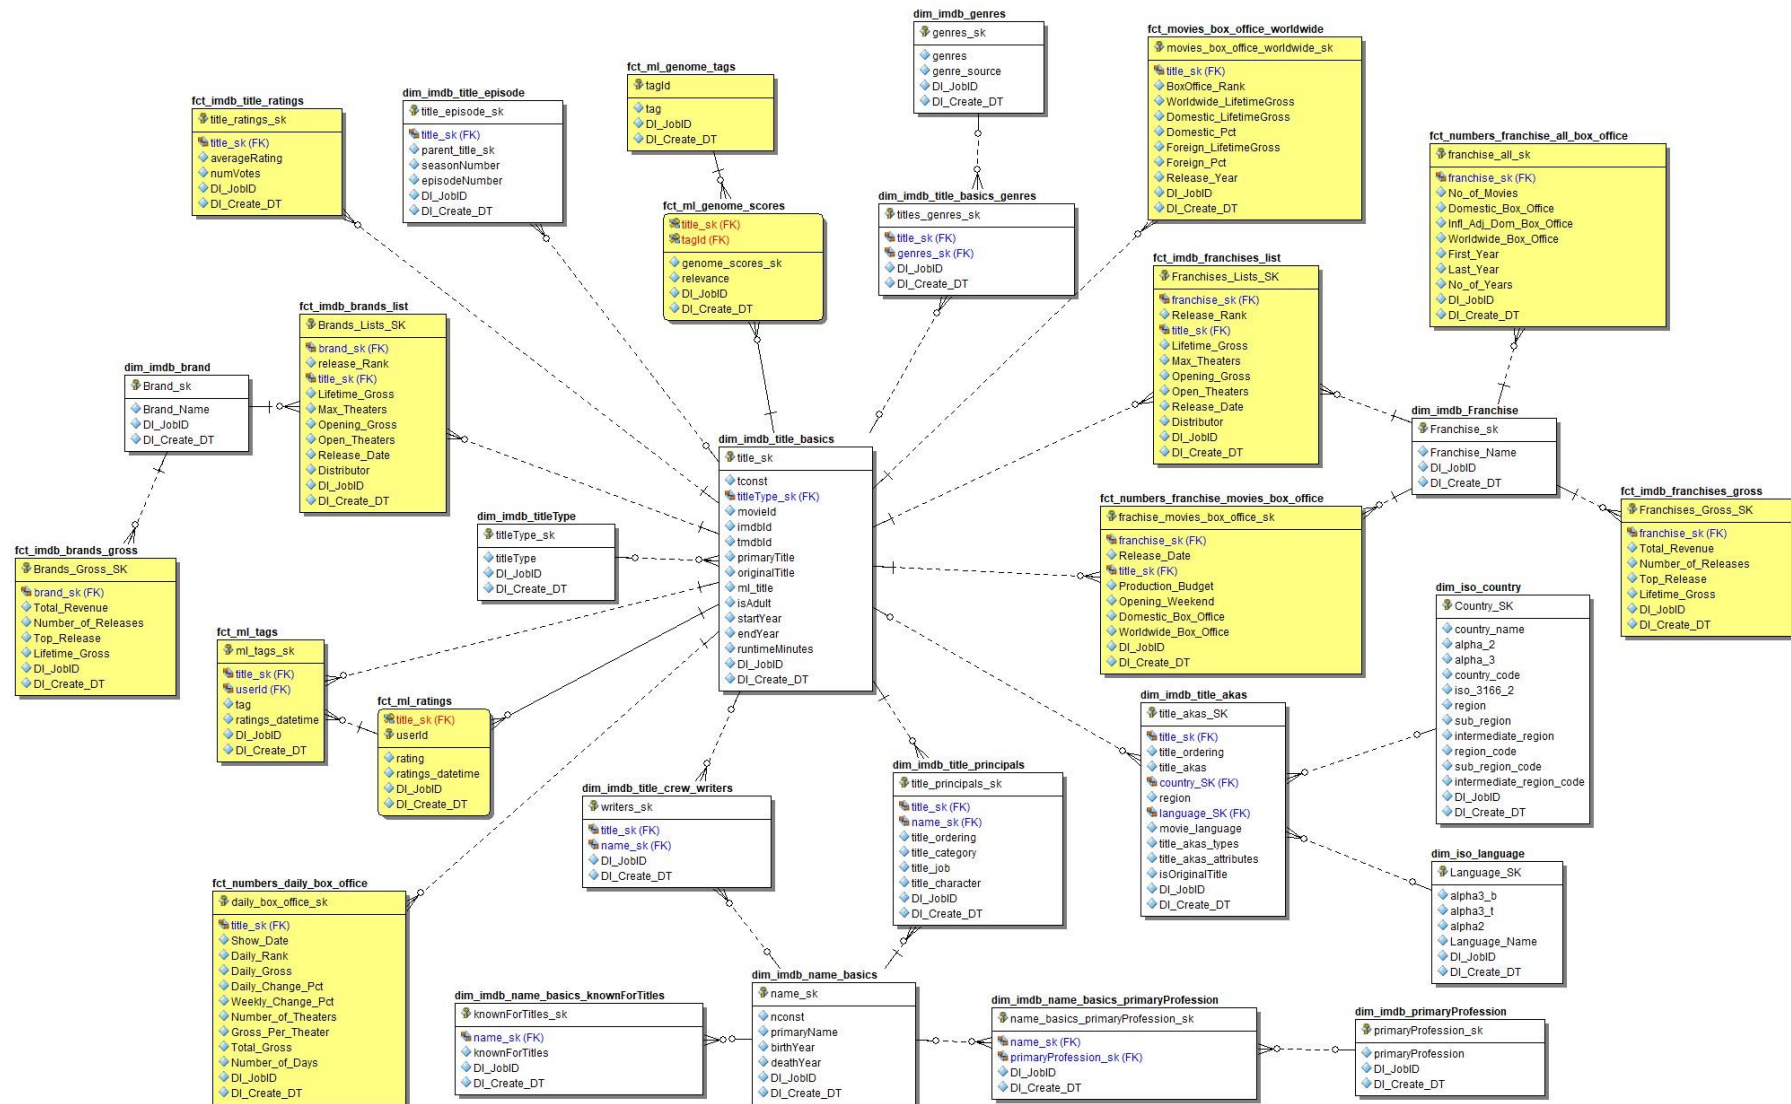 dim_imdb_genres
genres_sk
genres
genre_source
DI_JobID
DI_Create_DT
fct_movies_box_office_worldwide
movies_box_office_worldwide_sk
title_sk (FK)
BoxOffice_Rank
Worldwide_LifetimeGross
Domestic_LifetimeGross
Domestic_Pct
Foreign_LifetimeGross
Foreign_Pct
Release_Year
DI_JobID
DI_Create_DT
fct_ml_genome_tags
tagId
tag
DI_JobID
DI_Create_DT
dim_imdb_title_episode
title_episode_sk
title_sk (FK)
parent_title_sk
seasonNumber
episodeNumber
DI_JobID
DI_Create_DT
fct_imdb_title_ratings
title_ratings_sk
title_sk (FK)
averageRating
numVotes
DI_JobID
DI_Create_DT
fct_numbers_franchise_all_box_office
franchise_all_sk
franchise_sk (FK)
No_of_Movies
Domestic_Box_Office
Infl_Adj_Dom_Box_Office
Worldwide_Box_Office
First_Year
Last_Year
No_of_Years
DI_JobID
DI_Create_DT
dim_imdb_title_basics_genres
titles_genres_sk
title_sk (FK)
genres_sk (FK)
DI_JobID
DI_Create_DT
fct_ml_genome_scores
title_sk (FK)
tagId (FK)
genome_scores_sk
relevance
DI_JobID
DI_Create_DT
fct_imdb_franchises_list
Franchises_Lists_SK
franchise_sk (FK)
Release_Rank
title_sk (FK)
Lifetime_Gross
Max_Theaters
Opening_Gross
Open_Theaters
Release_Date
Distributor
DI_JobID
DI_Create_DT
fct_imdb_brands_list
Brands_Lists_SK
brand_sk (FK)
release_Rank
title_sk (FK)
Lifetime_Gross
Max_Theaters
Opening_Gross
Open_Theaters
Release_Date
Distributor
DI_JobID
DI_Create_DT
dim_imdb_brand
Brand_sk
Brand_Name
DI_JobID
DI_Create_DT
dim_imdb_Franchise
Franchise_sk
Franchise_Name
DI_JobID
DI_Create_DT
dim_imdb_title_basics
title_sk
tconst
titleType_sk (FK)
movieId
imdbId
tmdbId
primaryTitle
originalTitle
ml_title
isAdult
startYear
endYear
runtimeMinutes
DI_JobID
DI_Create_DT
fct_numbers_franchise_movies_box_office
frachise_movies_box_office_sk
franchise_sk (FK)
Release_Date
title_sk (FK)
Production_Budget
Opening_Weekend
Domestic_Box_Office
Worldwide_Box_Office
DI_JobID
DI_Create_DT
fct_imdb_franchises_gross
Franchises_Gross_SK
franchise_sk (FK)
Total_Revenue
Number_of_Releases
Top_Release
Lifetime_Gross
DI_JobID
DI_Create_DT
dim_imdb_titleType
titleType_sk
titleType
DI_JobID
DI_Create_DT
fct_imdb_brands_gross
Brands_Gross_SK
brand_sk (FK)
Total_Revenue
Number_of_Releases
Top_Release
Lifetime_Gross
DI_JobID
DI_Create_DT
dim_iso_country
Country_SK
country_name
alpha_2
alpha_3
country_code
iso_3166_2
region
sub_region
intermediate_region
region_code
sub_region_code
intermediate_region_code
DI_JobID
DI_Create_DT
fct_ml_tags
ml_tags_sk
title_sk (FK)
userId (FK)
tag
ratings_datetime
DI_JobID
DI_Create_DT
fct_ml_ratings
title_sk (FK)
userId
rating
ratings_datetime
DI_JobID
DI_Create_DT
dim_imdb_title_akas
title_akas_SK
title_sk (FK)
title_ordering
title_akas
country_SK (FK)
region
language_SK (FK)
movie_language
title_akas_types
title_akas_attributes
isOriginalTitle
DI_JobID
DI_Create_DT
dim_imdb_title_principals
title_principals_sk
title_sk (FK)
name_sk (FK)
title_ordering
title_category
title_job
title_character
DI_JobID
DI_Create_DT
dim_imdb_title_crew_writers
writers_sk
title_sk (FK)
name_sk (FK)
DI_JobID
DI_Create_DT
dim_iso_language
Language_SK
alpha3_b
alpha3_t
alpha2
Language_Name
DI_JobID
DI_Create_DT
fct_numbers_daily_box_office
daily_box_office_sk
title_sk (FK)
Show_Date
Daily_Rank
Daily_Gross
Daily_Change_Pct
Weekly_Change_Pct
Number_of_Theaters
Gross_Per_Theater
Total_Gross
Number_of_Days
DI_JobID
DI_Create_DT
dim_imdb_name_basics_knownForTitles
knownForTitles_sk
name_sk (FK)
knownForTitles
DI_JobID
DI_Create_DT
dim_imdb_name_basics
name_sk
nconst
primaryName
birthYear
deathYear
DI_JobID
DI_Create_DT
dim_imdb_name_basics_primaryProfession
name_basics_primaryProfession_sk
name_sk (FK)
primaryProfession_sk (FK)
DI_JobID
DI_Create_DT
dim_imdb_primaryProfession
primaryProfession_sk
primaryProfession
DI_JobID
DI_Create_DT